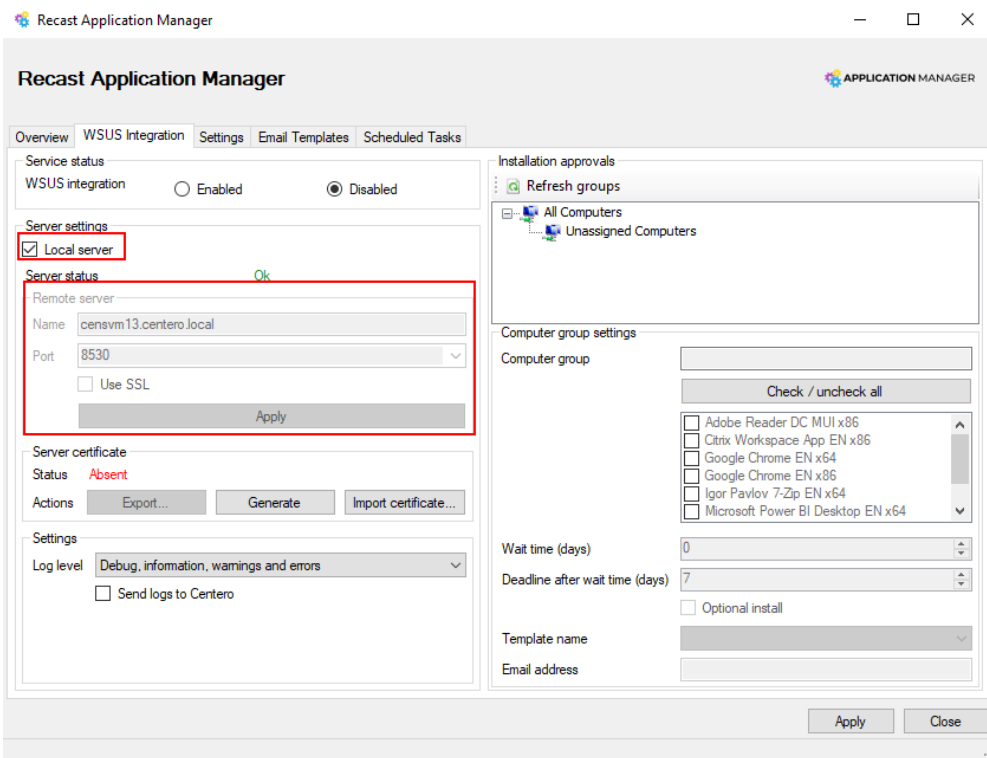 Recast Application Manager
Recast Application Manager
APPLICATION MANAGER
Overview WSUS Integration Settings Email Templates Scheduled Tasks
Service status
WSUS integration Enabled Disabled
Server settings
Local server
Server status Ok
Remote server
Name censvm13.centero.local
Port 8530
Use SSL
Apply
Server certificate
Status Absent
Actions Export... Generate Import certificate...
Settings
Log level Debug, information, warnings and errors
Send logs to Centero
Installation approvals
Refresh groups
All Computers
Unassigned Computers
Computer group settings
Computer group
Check / uncheck all
Adobe Reader DC MUI x86
Citrix Workspace App EN x86
Google Chrome EN x64
Google Chrome EN x86
Igor Pavlov 7-Zip EN x64
Microsoft Power BI Desktop EN x64
Wait time (days) 0
Deadline after wait time (days) 7
Optional install
Template name
Email address
Apply Close